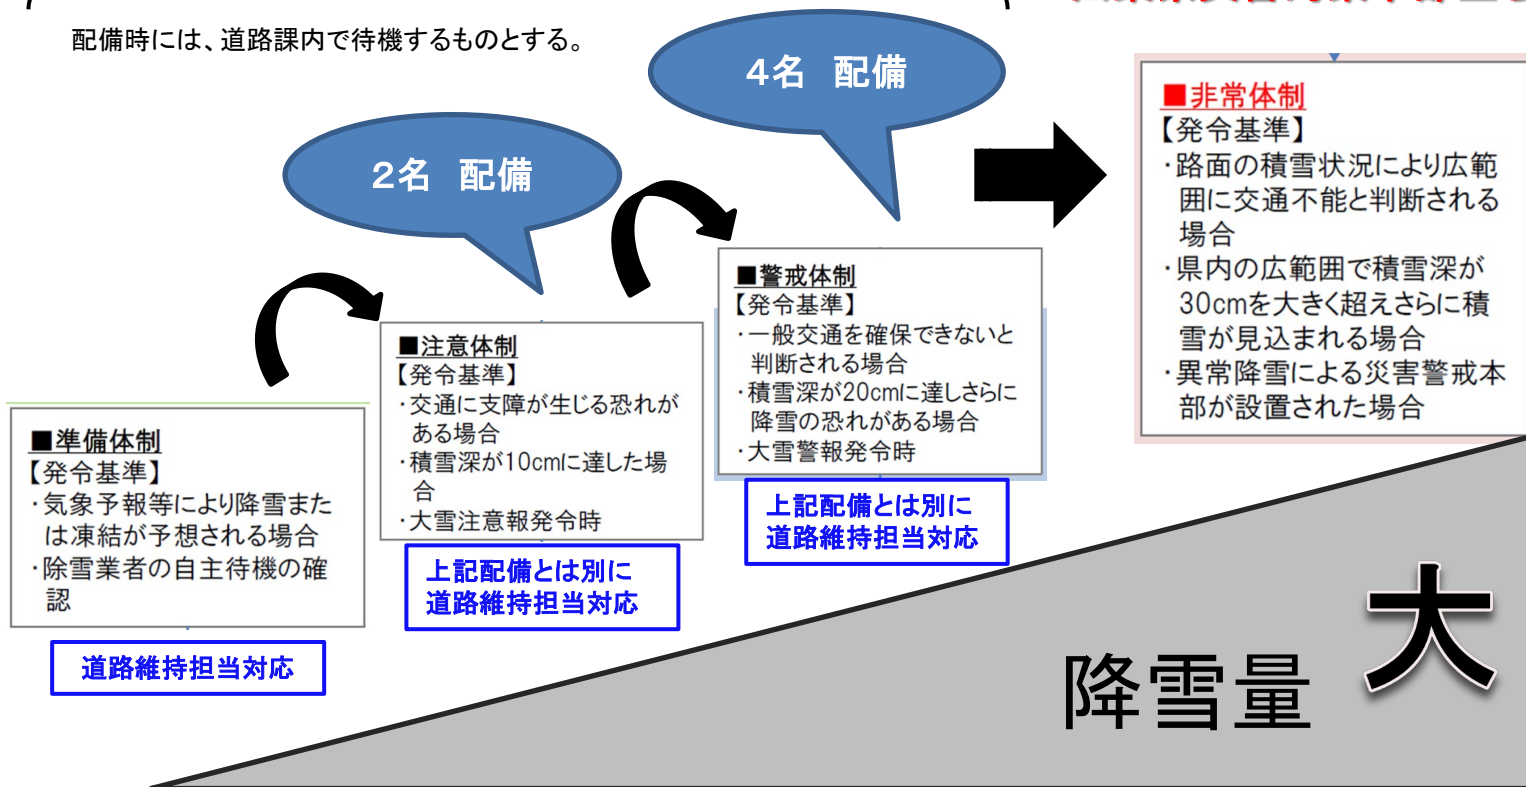 配備時には、道路課内で待機するものとする。
4名 配備
2名 配備
■非常体制
【発令基準】
・路面の積雪状況により広範
囲に交通不能と判断される
場合
・県内の広範囲で積雪深が
30cmを大きく超えさらに積
雪が見込まれる場合
・異常降雪による災害警戒本
部が設置された場合
■警戒体制
【発令基準】
・一般交通を確保できないと
判断される場合
・積雪深が20cmに達しさらに
降雪の恐れがある場合
・大雪警報発令時
上記配備とは別に
道路維持担当対応
■注意体制
【発令基準】
・交通に支障が生じる恐れが
ある場合
・積雪深が10cmに達した場
合
・大雪注意報発令時
上記配備とは別に
道路維持担当対応
■準備体制
【発令基準】
・気象予報等により降雪また
は凍結が予想される場合
・除雪業者の自主待機の確
認
道路維持担当対応
降雪量 大